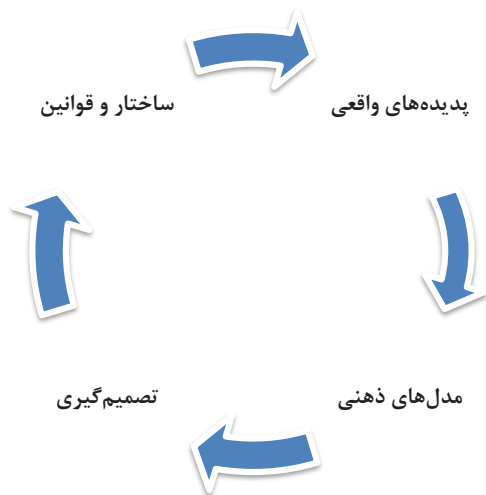 پدیده‌های واقعی
ساختار و قوانین
مدل‌های ذهنی
تصمیم‌گیری